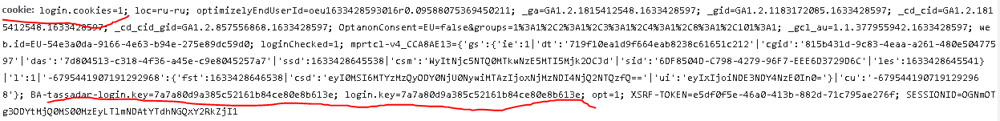 cookie: login.cookies=1; loc=ru-ru; optimizelyEndUserId=oeu1633428593016r0.09588075369450211; _ga=GA1.2.1815412548.1633428597; _gid=GA1.2.1183172085.1633428597; _cd_cid=GA1.2.181
5412548.1633428597; _cd_cid_gid=GA1.2.857556868.1633428597; OptanonConsent=EU=false&groups=1%3A1%2C2%3A1%2C3%3A1%2C4%3A1%2C8%3A1%2C101%3A1; _gcl_au=1.1.377955942.1633428597; we
b.id=EU-54e3a0da-9166-4e63-b94e-275e89dc59d0; loginChecked=1; mprtcl-v4_CCA8AE13={'gs':{'ie':1|'dt':'719f10ea1d9f664eab8238c61651c212'|'cgid':'815b431d-9c83-4eaa-a261-480e504775
97'|'das':'7d804513-c318-4f36-a45e-c9e8045257a7'|'ssd':1633428645538|'csm':'WyItNjc5NTQ0MTkwNzE5MTI5Mjk2OCJd'|'sid':'6DF8504D-C798-4279-96F7-EEE6D3729D6C'|'les':1633428645541}
|'l':1|'-6795441907191292968':{'fst':1633428646538|'csd':'eyI0MSI6MTYzMzQyODY0NjU0NywiMTAzIjoxNjMzNDI4NjQ2NTQzfQ=='|'ui':'eyIxIjoiNDE3NDY4NzE0In0='}|'cu':'-679544190719129296
8'}; BA-tassadar-login.key=7a7a80d9a385c52161b84ce80e8b613e; login.key=7a7a80d9a385c52161b84ce80e8b613e; opt=1; XSRF-TOKEN=e5df0f5e-46a0-413b-882d-71c795ae276f; SESSIONID=OGNmOT
g3ODYtMjQ0MS00MzEyLTlmNDAtYTdhNGQxY2RkZjI1